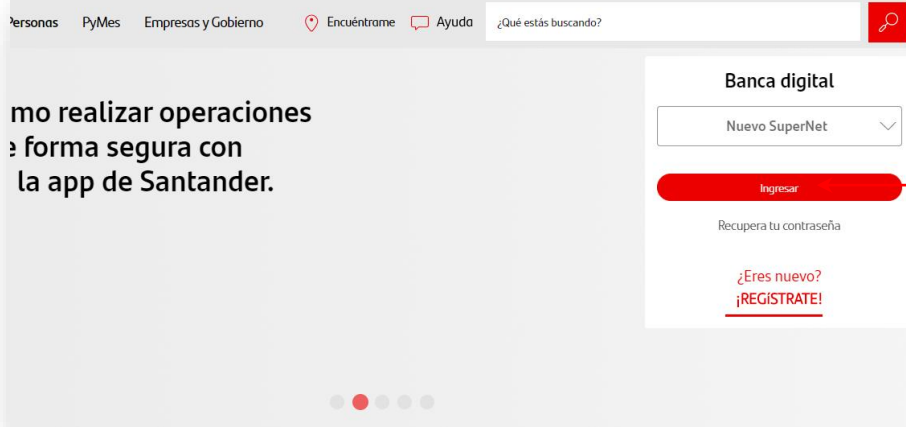 Personas PyMes Empresas y Gobierno Encuéntrame Ayuda ¿Qué estás buscando?
Banca digital
Nuevo SuperNet
Ingresar
Recupera tu contraseña
¿Eres nuevo?
¡REGíSTRATE!
mo realizar operaciones
e forma segura con
la app de Santander.